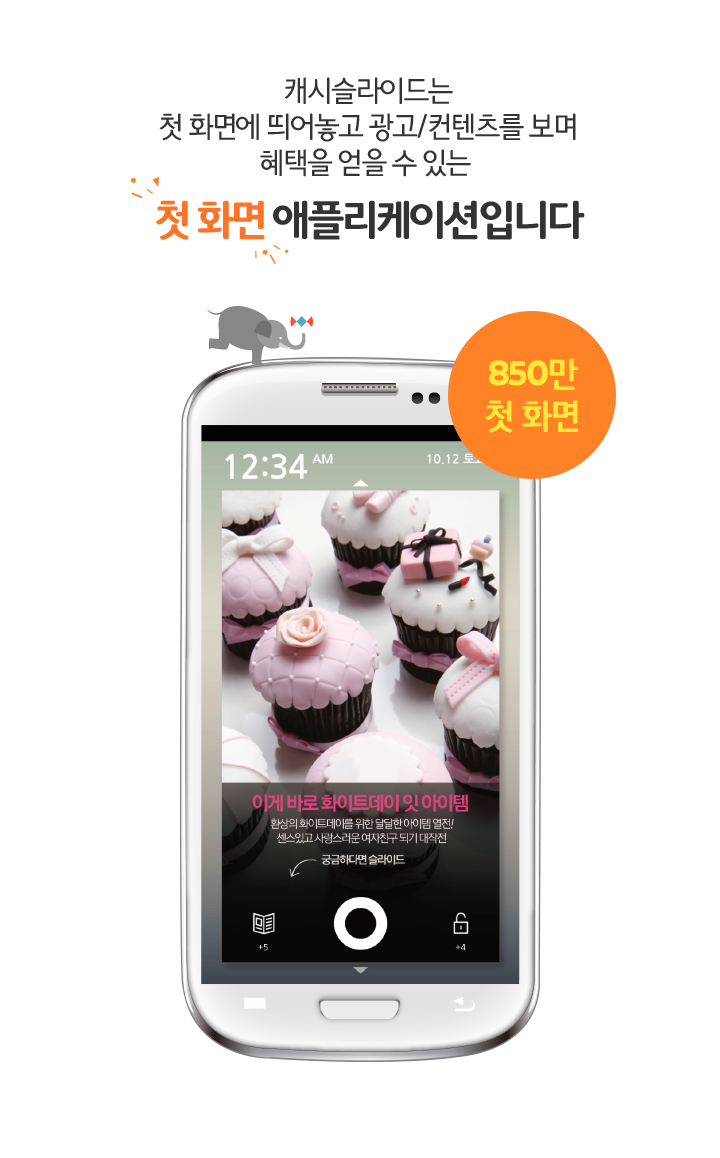 캐시슬라이드는
첫 화면에 띄어놓고 광고/컨텐츠를 보며
혜택을 얻을 수 있는
첫 화면 애플리케이션입니다
850만
첫 화면
12:34 AM
10.12
이게 바로 화이트데이 잇 아이템
환상의 화이트데이를 위한 달달한 아이템 열전!
센스있고 사랑스러운 여자친구 되기 대작전
궁금하다면 슬라이드
+5
+4